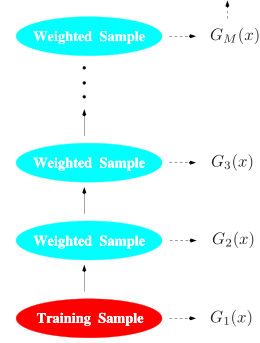 Weighted Sample G_M(x)
Weighted Sample G_3(x)
Weighted Sample G_2(x)
Training Sample G_1(x)